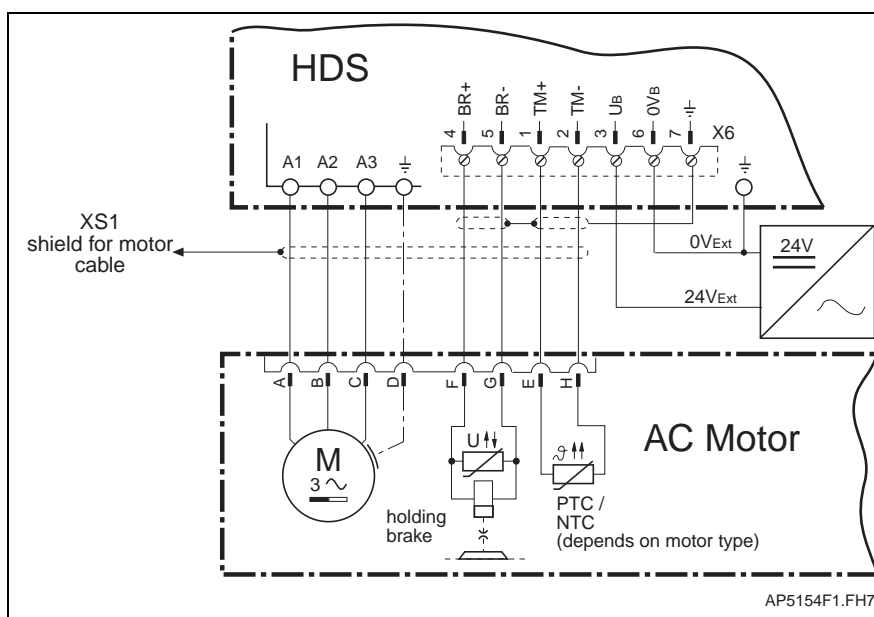 HDS
BR+
BR-
TM+
TM-
UB
0VB
4
5
1
2
3
6
7
X6
A1
A2
A3
XS1
shield for motor
cable
0VExt
24V
24VExt
A
B
C
D
F
G
E
H
AC Motor
M
3
U
ϑ
holding
brake
PTC /
NTC
(depends on motor type)
AP5154F1.FH7